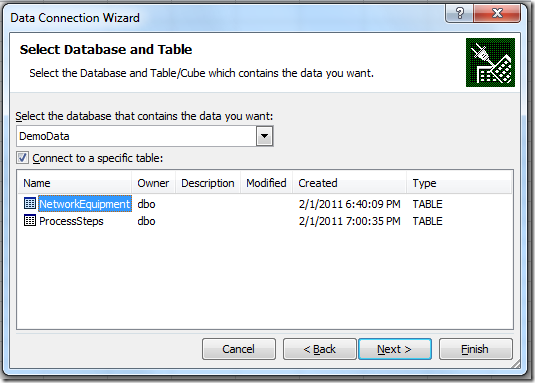 Data Connection Wizard
Select Database and Table
Select the Database and Table/Cube which contains the data you want.
Select the database that contains the data you want:
DemoData
Connect to a specific table:
Name Owner Description Modified Created Type
NetworkEquipment dbo 2/1/2011 6:40:09 PM TABLE
ProcessSteps dbo 2/1/2011 7:00:35 PM TABLE
Cancel < Back Next > Finish